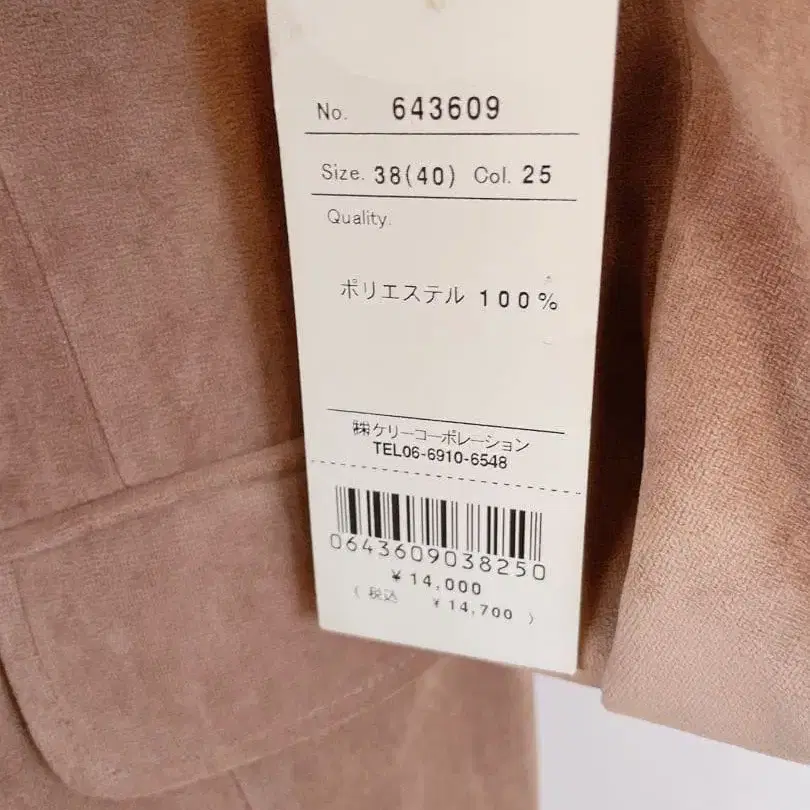 No. 643609
Size. 38(40) Col. 25
Quality.
ポリエステル 100%
㈱ケリーコーポレーション
TEL06-6910-6548
0643609038250
¥14,000
(税込 ¥14,700)